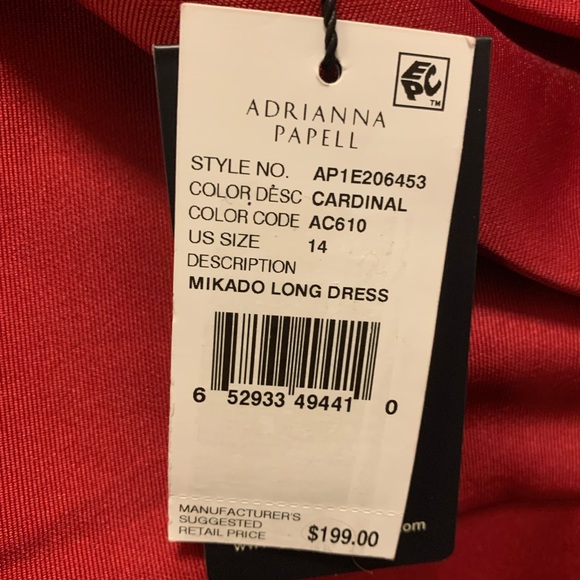 EPC
TM
ADRIANNA
PAPELL
STYLE NO. AP1E206453
COLOR DESC CARDINAL
COLOR CODE AC610
US SIZE 14
DESCRIPTION
MIKADO LONG DRESS
6 52933 49441 0
MANUFACTURER'S
SUGGESTED
RETAIL PRICE $199.00
om